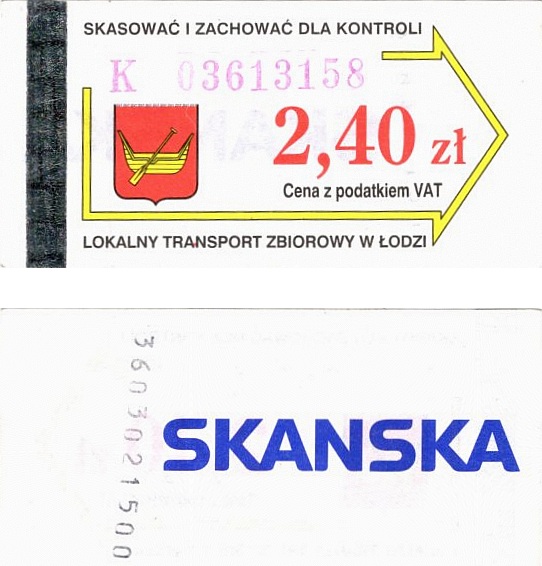 SKASOWAĆ I ZACHOWAĆ DLA KONTROLI
K 03613158
2,40 zł
Cena z podatkiem VAT
LOKALNY TRANSPORT ZBIOROWY W ŁODZI
SKANSKA
3603021500